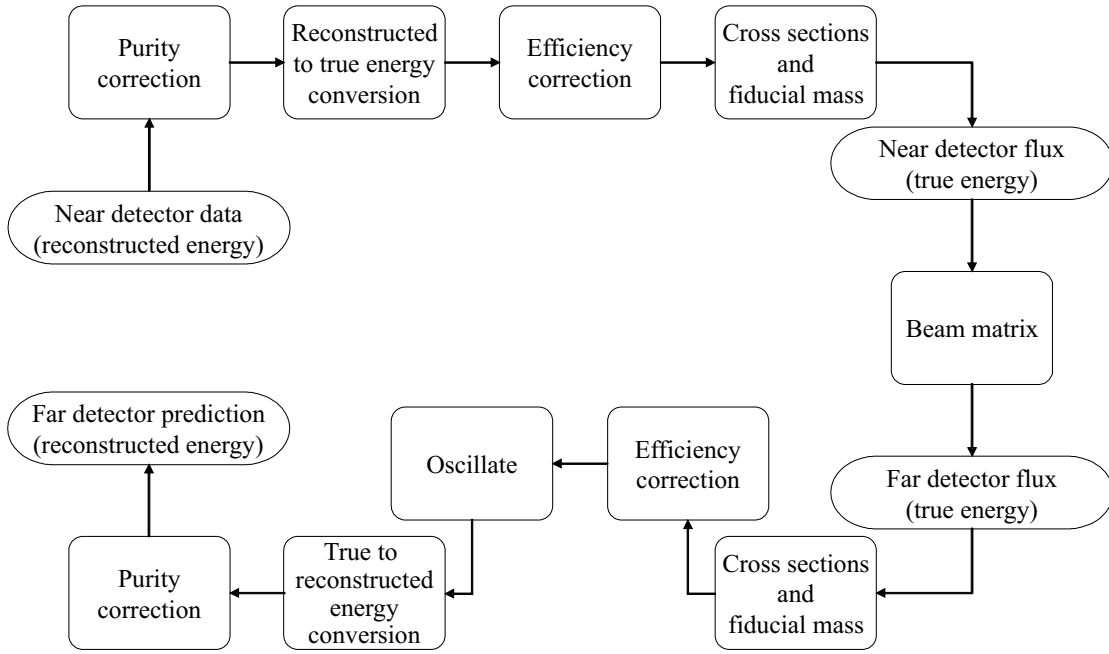 Purity
correction
Reconstructed
to true energy
conversion
Efficiency
correction
Cross sections
and
fiducial mass
Near detector flux
(true energy)
Near detector data
(reconstructed energy)
Beam matrix
Far detector prediction
(reconstructed energy)
Oscillate
Efficiency
correction
Far detector flux
(true energy)
Purity
correction
True to
reconstructed
energy
conversion
Cross sections
and
fiducial mass